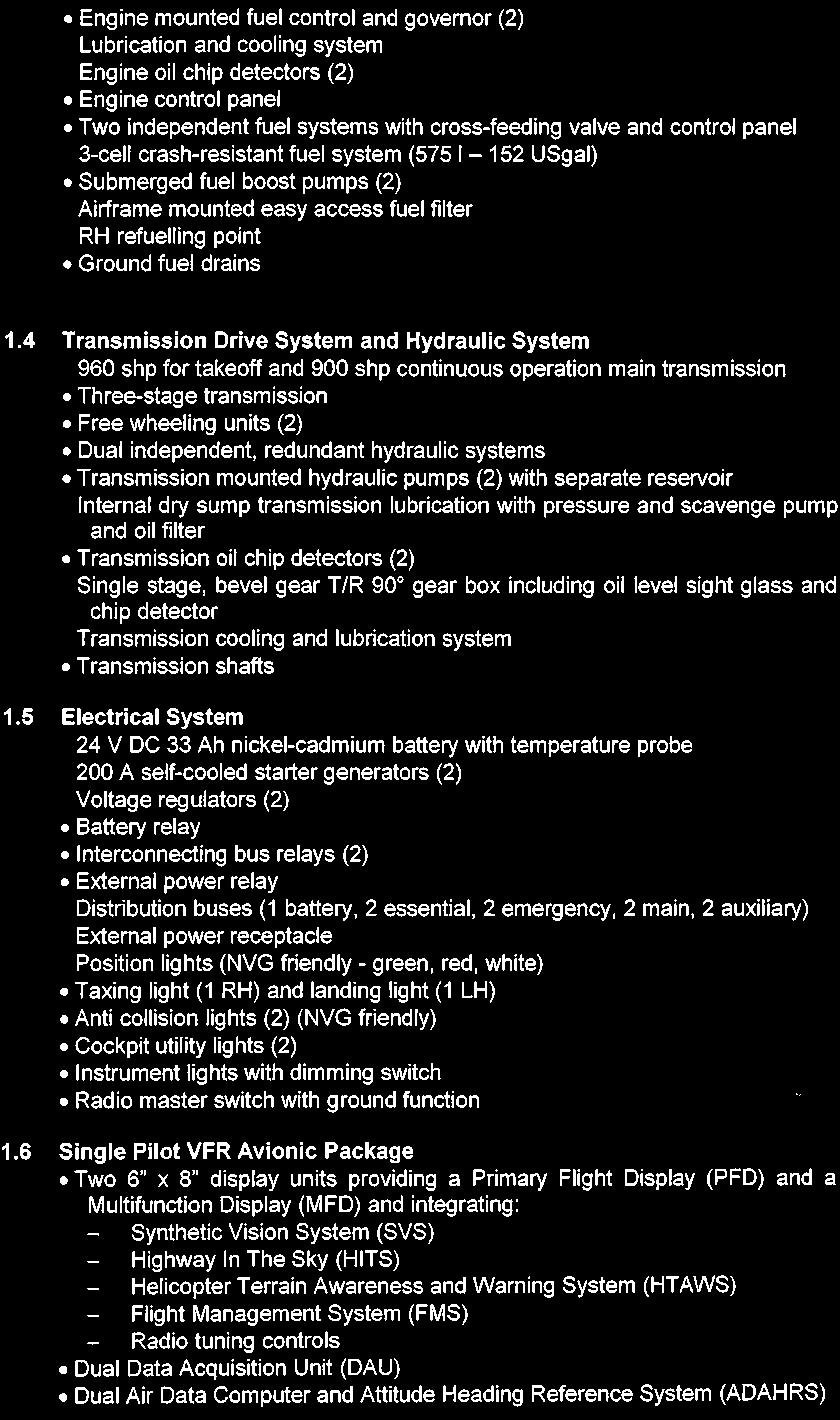 • Engine mounted fuel control and governor (2)
Lubrication and cooling system
Engine oil chip detectors (2)
• Engine control panel
• Two independent fuel systems with cross-feeding valve and control panel
3-cell crash-resistant fuel system (575 l – 152 USgal)
• Submerged fuel boost pumps (2)
Airframe mounted easy access fuel filter
RH refuelling point
• Ground fuel drains
1.4 Transmission Drive System and Hydraulic System
960 shp for takeoff and 900 shp continuous operation main transmission
• Three-stage transmission
• Free wheeling units (2)
• Dual independent, redundant hydraulic systems
• Transmission mounted hydraulic pumps (2) with separate reservoir
Internal dry sump transmission lubrication with pressure and scavenge pump
and oil filter
• Transmission oil chip detectors (2)
Single stage, bevel gear T/R 90° gear box including oil level sight glass and
chip detector
Transmission cooling and lubrication system
• Transmission shafts
1.5 Electrical System
24 V DC 33 Ah nickel-cadmium battery with temperature probe
200 A self-cooled starter generators (2)
Voltage regulators (2)
• Battery relay
• Interconnecting bus relays (2)
• External power relay
Distribution buses (1 battery, 2 essential, 2 emergency, 2 main, 2 auxiliary)
External power receptacle
Position lights (NVG friendly - green, red, white)
• Taxing light (1 RH) and landing light (1 LH)
• Anti collision lights (2) (NVG friendly)
• Cockpit utility lights (2)
• Instrument lights with dimming switch
• Radio master switch with ground function
1.6 Single Pilot VFR Avionic Package
• Two 6" x 8" display units providing a Primary Flight Display (PFD) and a
Multifunction Display (MFD) and integrating:
– Synthetic Vision System (SVS)
– Highway In The Sky (HITS)
– Helicopter Terrain Awareness and Warning System (HTAWS)
– Flight Management System (FMS)
– Radio tuning controls
• Dual Data Acquisition Unit (DAU)
• Dual Air Data Computer and Attitude Heading Reference System (ADAHRS)